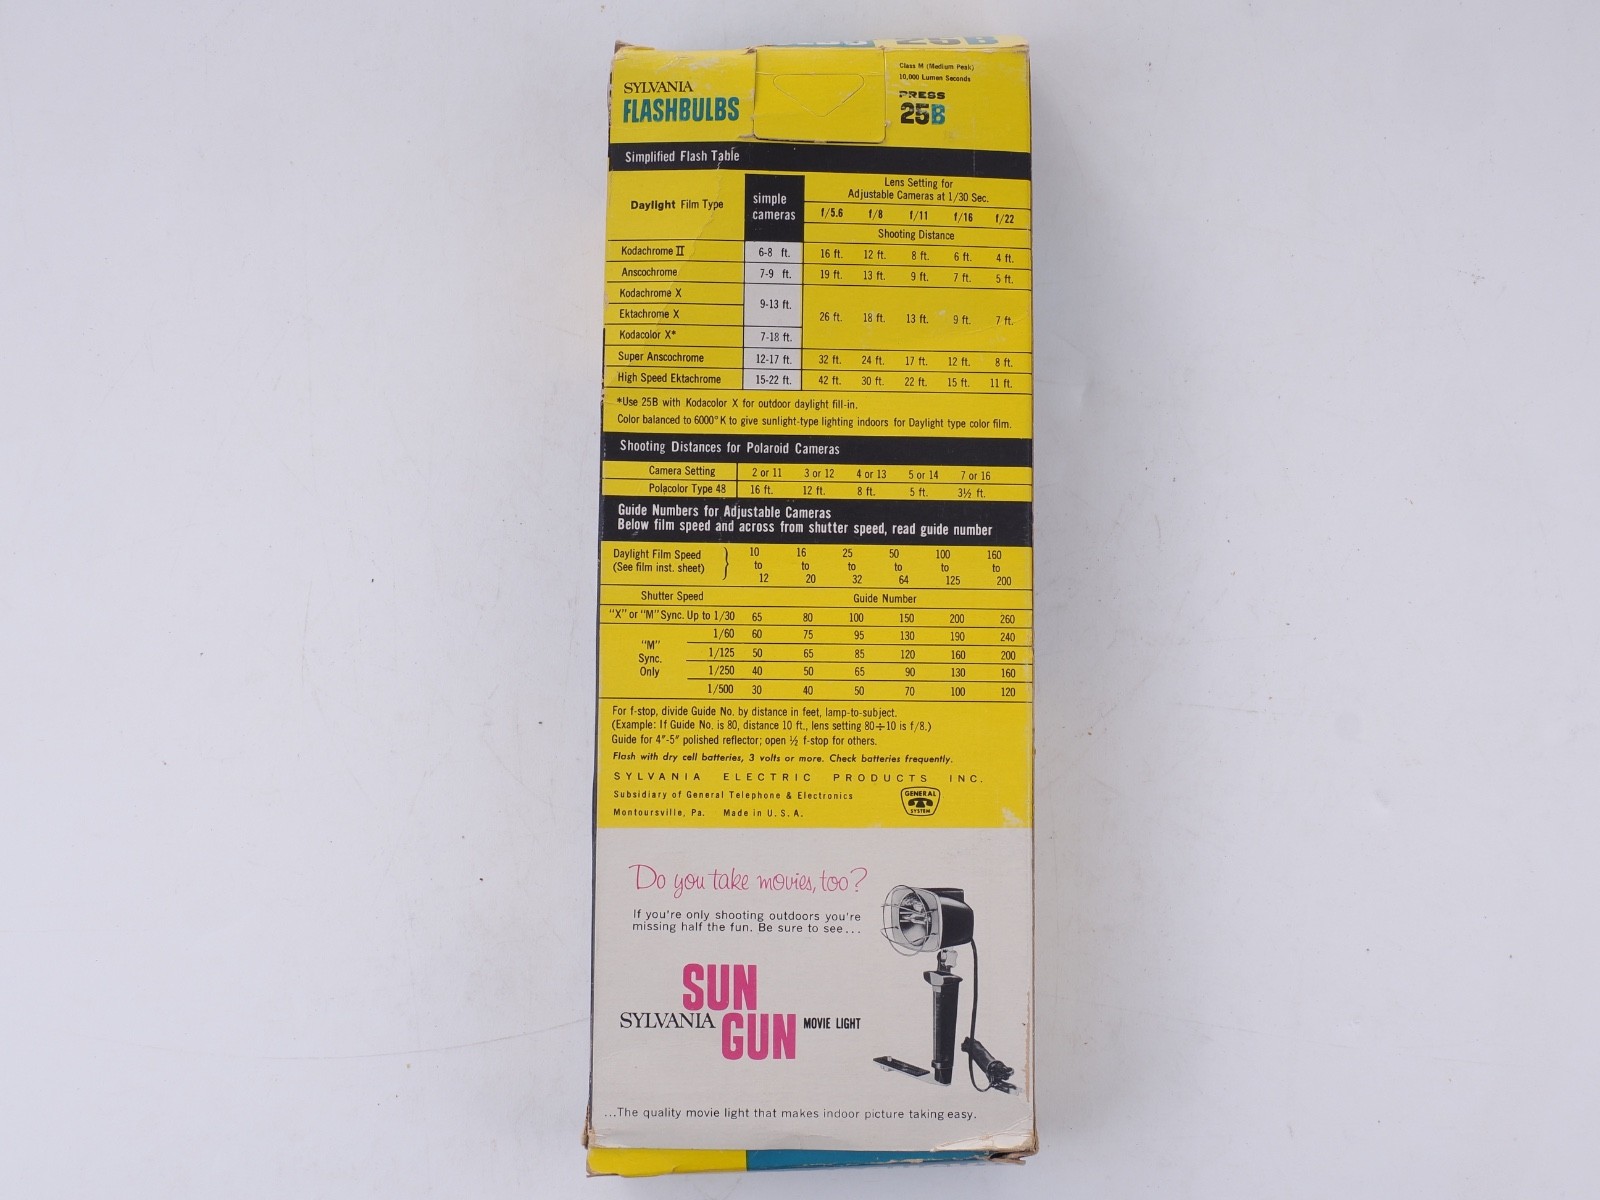 SYLVANIA
FLASHBULBS
Class M (Medium Peak)
10,000 Lumen Seconds
PRESS
25B
Simplified Flash Table
Daylight Film Type
simple
cameras
Lens Setting for
Adjustable Cameras at 1/30 Sec.
f/5.6 f/8 f/11 f/16 f/22
Shooting Distance
Kodachrome II 6-8 ft. 16 ft. 12 ft. 8 ft. 6 ft. 4 ft.
Anscochrome 7-9 ft. 19 ft. 13 ft. 9 ft. 7 ft. 5 ft.
Kodachrome X
9-13 ft.
Ektachrome X 26 ft. 18 ft. 13 ft. 9 ft. 7 ft.
Kodacolor X* 7-18 ft.
Super Anscochrome 12-17 ft. 32 ft. 24 ft. 17 ft. 12 ft. 8 ft.
High Speed Ektachrome 15-22 ft. 42 ft. 30 ft. 22 ft. 15 ft. 11 ft.
*Use 25B with Kodacolor X for outdoor daylight fill-in.
Color balanced to 6000° K to give sunlight-type lighting indoors for Daylight type color film.
Shooting Distances for Polaroid Cameras
Camera Setting 2 or 11 3 or 12 4 or 13 5 or 14 7 or 16
Polacolor Type 48 16 ft. 12 ft. 8 ft. 5 ft. 3½ ft.
Guide Numbers for Adjustable Cameras
Below film speed and across from shutter speed, read guide number
Daylight Film Speed 10 16 25 50 100 160
(See film inst. sheet) to to to to to to
12 20 32 64 125 200
Shutter Speed Guide Number
"X" or "M" Sync. Up to 1/30 65 80 100 150 200 260
1/60 60 75 95 130 190 240
"M"
Sync.
Only
1/125 50 65 85 120 160 200
1/250 40 50 65 90 130 160
1/500 30 40 50 70 100 120
For f-stop, divide Guide No. by distance in feet, lamp-to-subject.
(Example: If Guide No. is 80, distance 10 ft., lens setting 80÷10 is f/8.)
Guide for 4"-5" polished reflector; open ½ f-stop for others.
Flash with dry cell batteries, 3 volts or more. Check batteries frequently.
SYLVANIA ELECTRIC PRODUCTS INC.
Subsidiary of General Telephone & Electronics
Montoursville, Pa. Made in U.S.A.
GENERAL
SYSTEM
Do you take movies, too?
If you're only shooting outdoors you're
missing half the fun. Be sure to see...
SUN
SYLVANIA GUN MOVIE LIGHT
...The quality movie light that makes indoor picture taking easy.